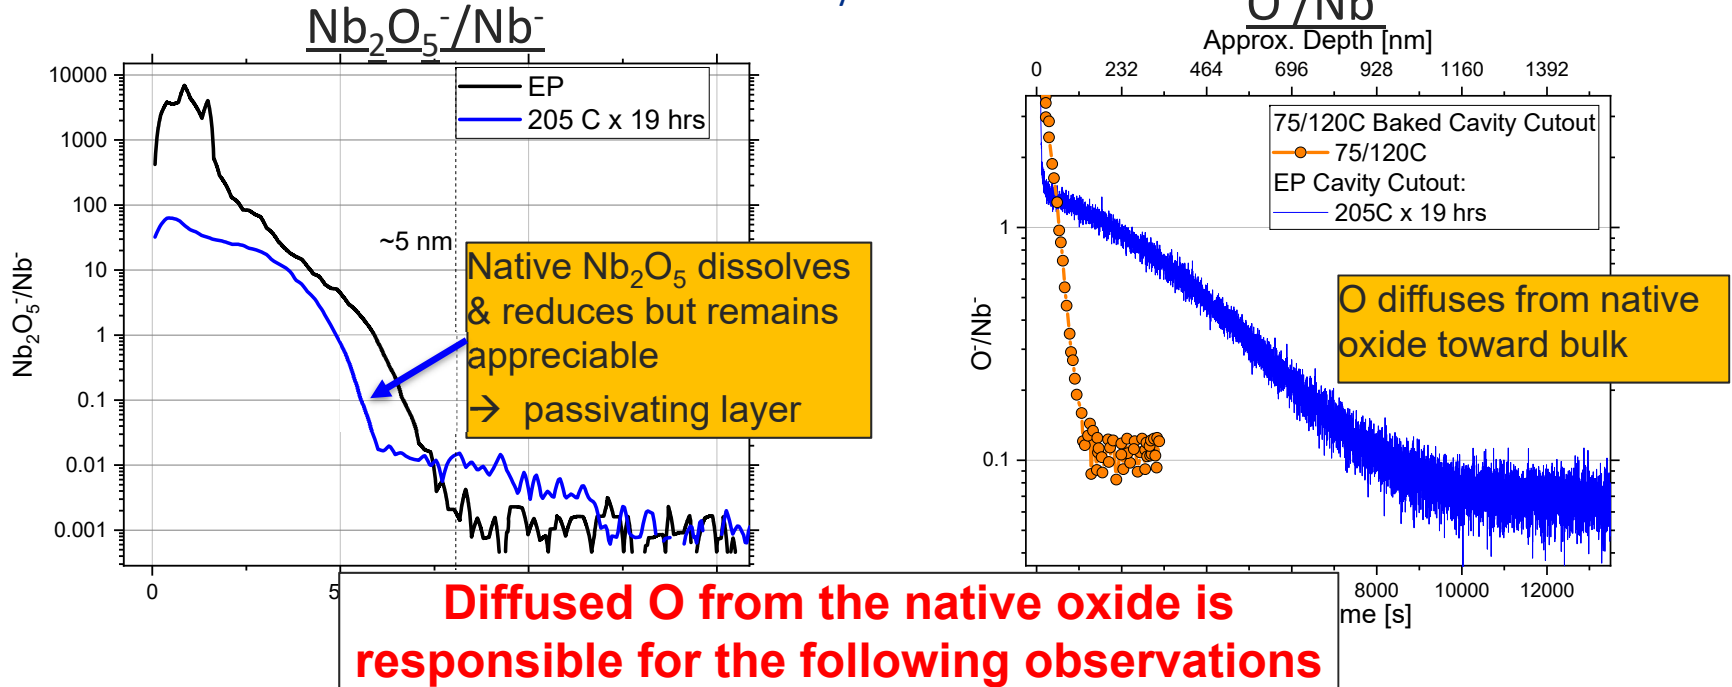 Nb2O5-/Nb-
O-/Nb-
Approx. Depth [nm]
0 232 464 696 928 1160 1392
10000
1000
100
10
1
0.1
0.01
0.001
Nb2O5-/Nb-
EP
205 C x 19 hrs
~5 nm
Native Nb2O5 dissolves
& reduces but remains
appreciable
→ passivating layer
0 5
1
0.1
O-/Nb-
75/120C Baked Cavity Cutout
75/120C
EP Cavity Cutout:
205C x 19 hrs
O diffuses from native
oxide toward bulk
8000 10000 12000
me [s]
Diffused O from the native oxide is
responsible for the following observations